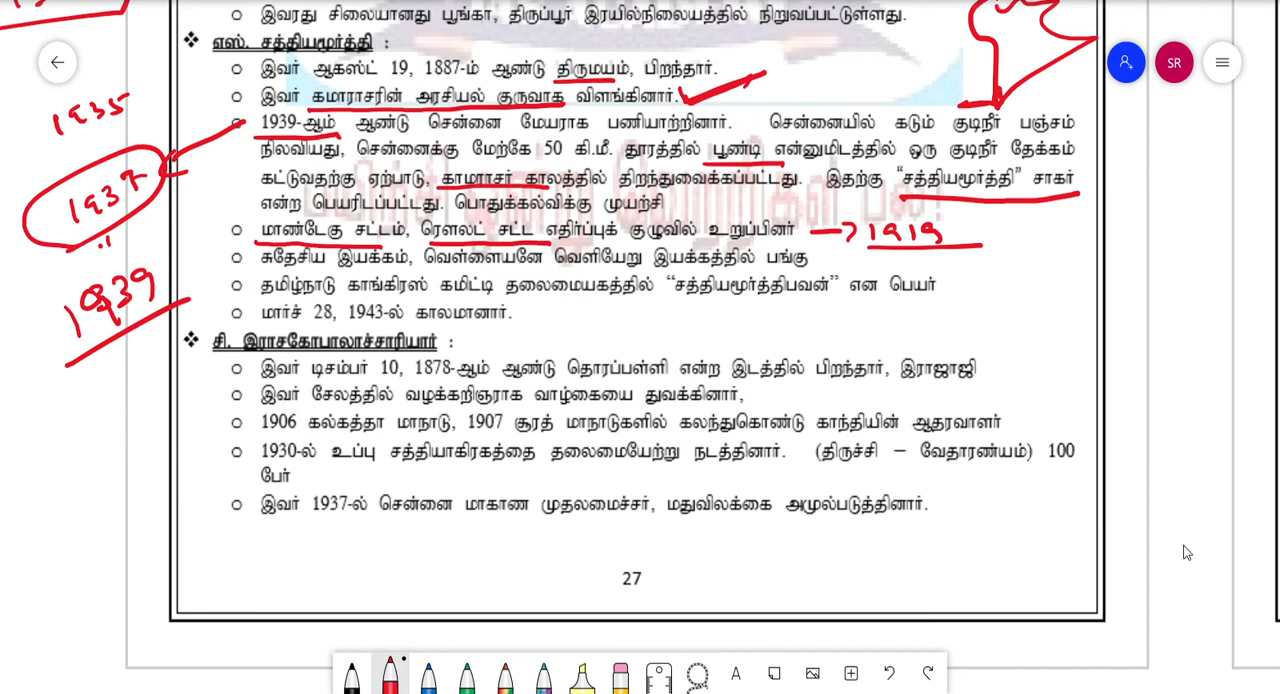 இவரது சிலையானது பூங்கா, திருப்பூர் இரயில்நிலையத்தில் நிறுவப்பட்டுள்ளது.
எஸ். சத்தியமூர்த்தி :
இவர் ஆகஸ்ட் 19, 1887-ம் ஆண்டு திருமயம், பிறந்தார்.
இவர் கமாராசரின் அரசியல் குருவாக விளங்கினார்.
1935
1939-ஆம் ஆண்டு சென்னை மேயராக பணியாற்றினார். சென்னையில் கடும் குடிநீர் பஞ்சம்
நிலவியது, சென்னைக்கு மேற்கே 50 கி.மீ. தூரத்தில் பூண்டி என்னுமிடத்தில் ஒரு குடிநீர் தேக்கம்
கட்டுவதற்கு ஏற்பாடு, காமராசர் காலத்தில் திறந்துவைக்கப்பட்டது. இதற்கு “சத்தியமூர்த்தி” சாகர்
1937
என்ற பெயரிடப்பட்டது. பொதுக்கல்விக்கு முயற்சி
மாண்டேகு சட்டம், ரௌலட் சட்ட எதிர்ப்புக் குழுவில் உறுப்பினர் → 1919
சுதேசிய இயக்கம், வெள்ளையனே வெளியேறு இயக்கத்தில் பங்கு
தமிழ்நாடு காங்கிரஸ் கமிட்டி தலைமையகத்தில் “சத்தியமூர்த்திபவன்” என பெயர்
1939
மார்ச் 28, 1943-ல் காலமானார்.
சி. இராசகோபாலாச்சாரியார் :
இவர் டிசம்பர் 10, 1878-ஆம் ஆண்டு தொரப்பள்ளி என்ற இடத்தில் பிறந்தார், இராஜாஜி
இவர் சேலத்தில் வழக்கறிஞராக வாழ்கையை துவக்கினார்,
1906 கல்கத்தா மாநாடு, 1907 சூரத் மாநாடுகளில் கலந்துகொண்டு காந்தியின் ஆதரவாளர்
1930-ல் உப்பு சத்தியாகிரகத்தை தலைமையேற்று நடத்தினார். (திருச்சி – வேதாரண்யம்) 100
பேர்
இவர் 1937-ல் சென்னை மாகாண முதலமைச்சர், மதுவிலக்கை அமுல்படுத்தினார்.
27
SR
A